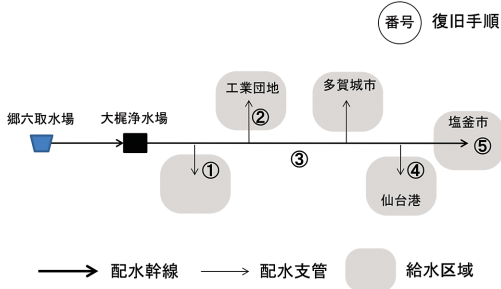 番号 復旧手順
工業団地 多賀城市
郷六取水場 大梶浄水場 ② 塩釜市
⑤
③
① ④
仙台港
配水幹線 配水支管 給水区域